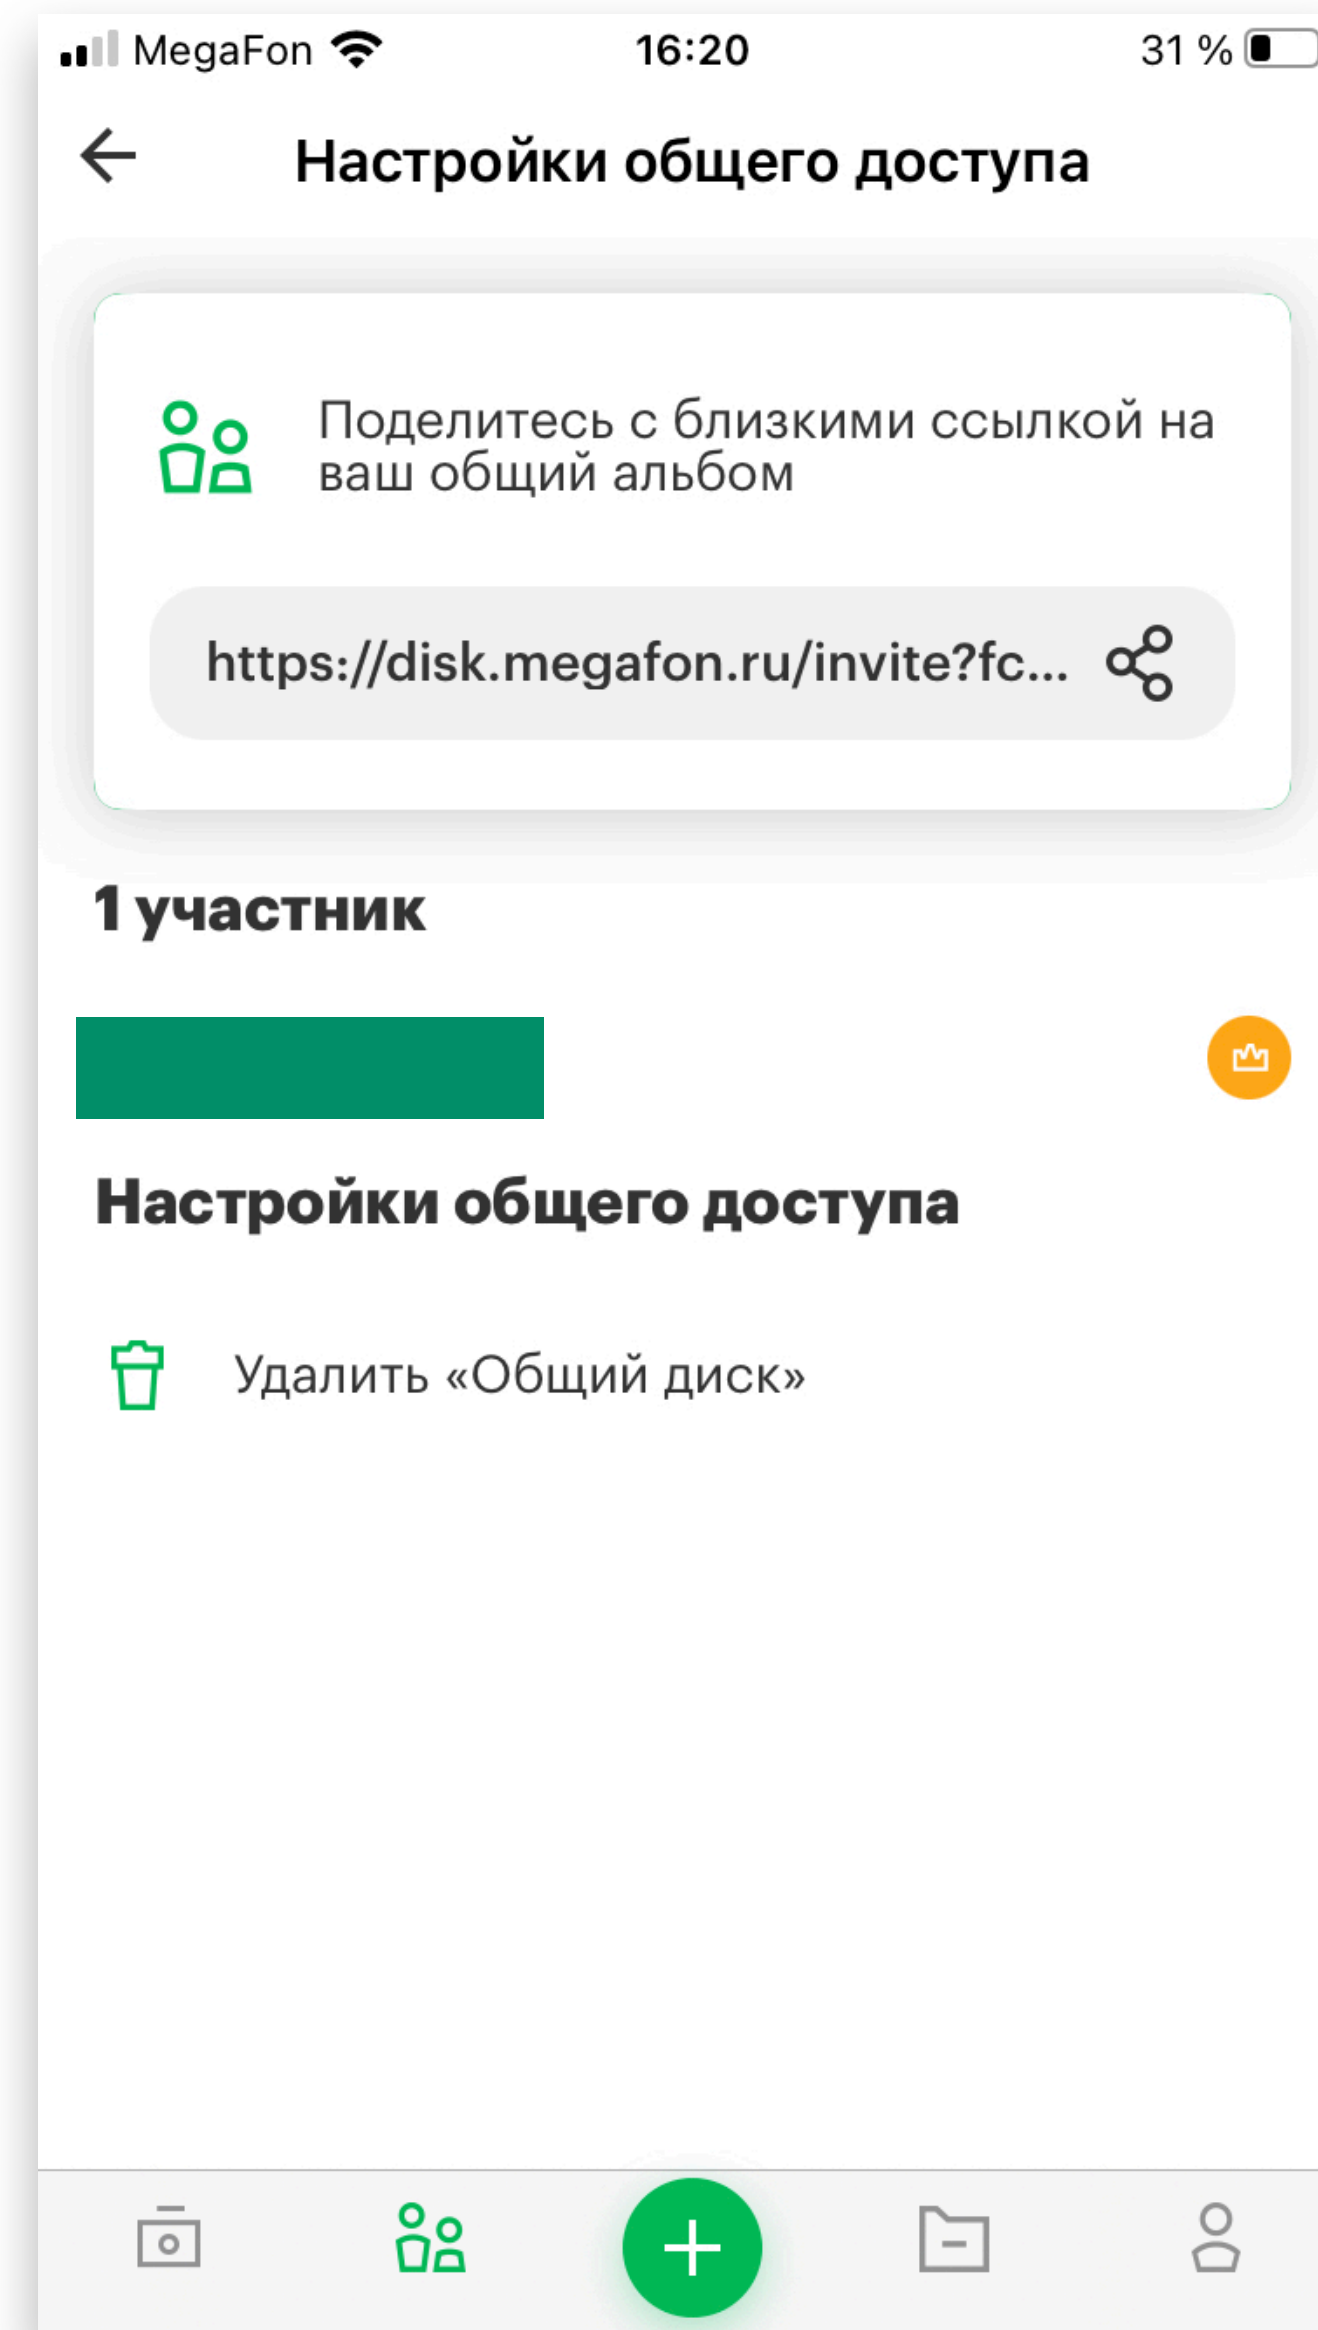 MegaFon 16:20 31 %
Настройки общего доступа
Поделитесь с близкими ссылкой на
ваш общий альбом
https://disk.megafon.ru/invite?fc...
1 участник
Настройки общего доступа
Удалить «Общий диск»